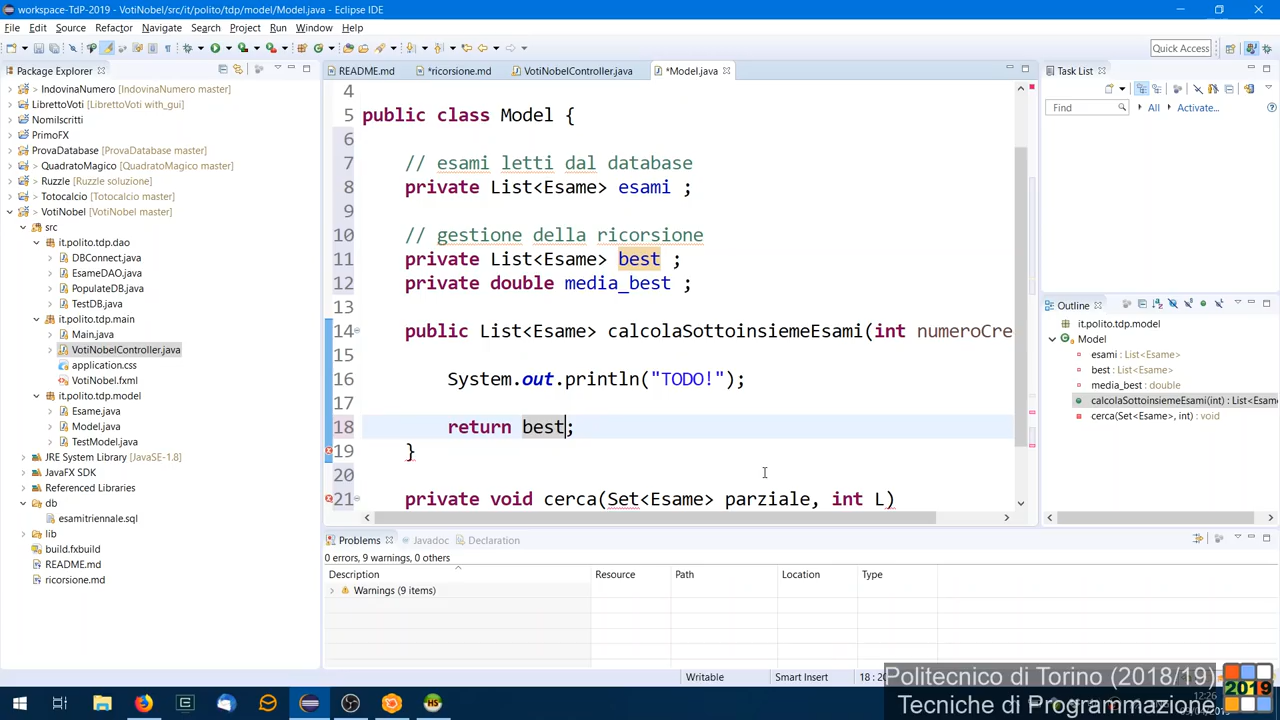 workspace-TdP-2019 - VotiNobel/src/it/polito/tdp/model/Model.java - Eclipse IDE
File Edit Source Refactor Navigate Search Project Run Window Help
Quick Access
Package Explorer
IndovinaNumero [IndovinaNumero master]
LibrettoVoti [LibrettoVoti with_gui]
NomiIscritti
PrimoFX
ProvaDatabase [ProvaDatabase master]
> QuadratoMagico [QuadratoMagico master]
> Ruzzle [Ruzzle soluzione]
> Totocalcio [Totocalcio master]
> VotiNobel [VotiNobel master]
src
it.polito.tdp.dao
DBConnect.java
EsameDAO.java
PopulateDB.java
TestDB.java
it.polito.tdp.main
Main.java
VotiNobelController.java
application.css
VotiNobel.fxml
it.polito.tdp.model
Esame.java
Model.java
TestModel.java
JRE System Library [JavaSE-1.8]
JavaFX SDK
Referenced Libraries
db
esamitriennale.sql
lib
build.fxbuild
README.md
ricorsione.md
README.md *ricorsione.md VotiNobelController.java *Model.java
4
5 public class Model {
6
7 // esami letti dal database
8 private List<Esame> esami ;
9
10 // gestione della ricorsione
11 private List<Esame> best ;
12 private double media_best ;
13
14 public List<Esame> calcolaSottoinsiemeEsami(int numeroCre
15
16 System.out.println("TODO!");
17
18 return best;
19 }
20
21 private void cerca(Set<Esame> parziale, int L)
Problems Javadoc Declaration
0 errors, 9 warnings, 0 others
Description Resource Path Location Type
Warnings (9 items)
Writable Smart Insert
Task List
Find All Activate...
Outline
it.polito.tdp.model
Model
esami : List<Esame>
best : List<Esame>
media_best : double
calcolaSottoinsiemeEsami(int) : List<Esame
cerca(Set<Esame>, int) : void
Politecnico di Torino (2018/19)
Tecniche di Programmazione
2019
12:26